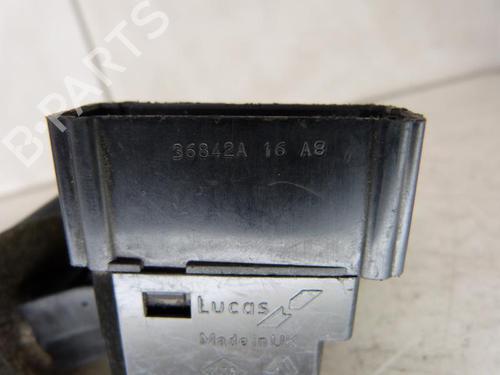 B-PARTS
36842A 16 A8
Lucas
Made in UK